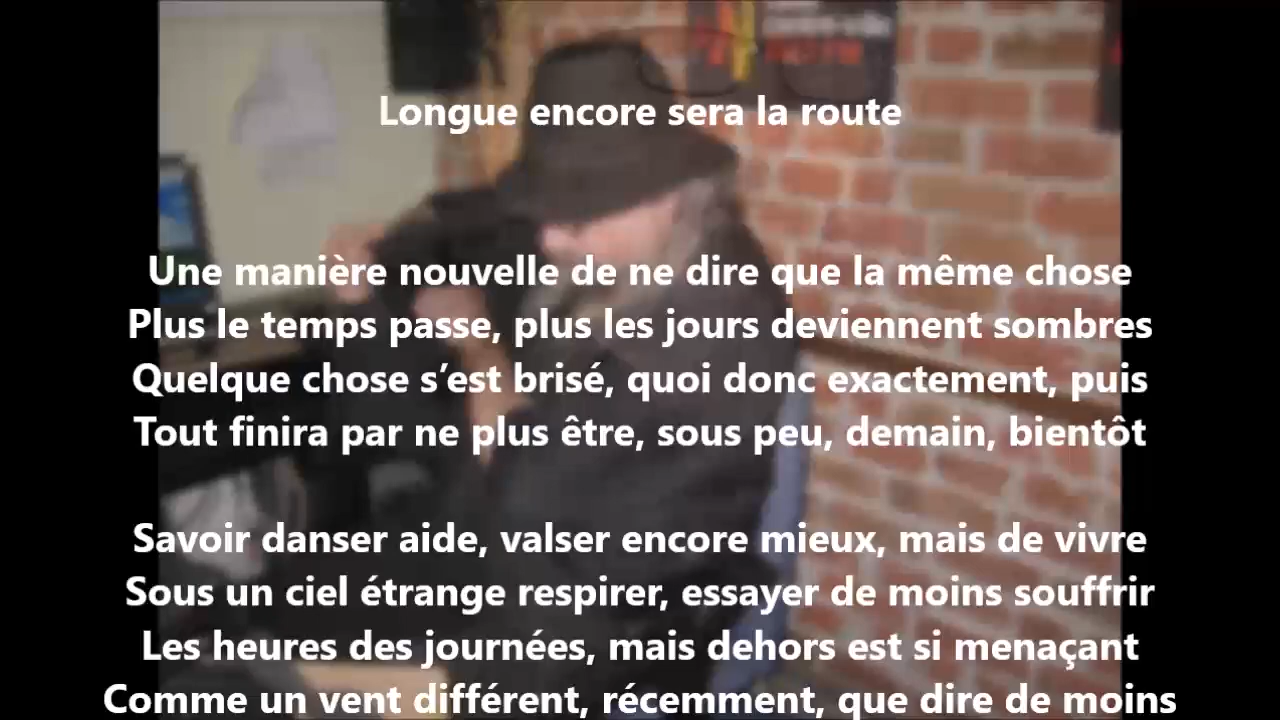 Longue encore sera la route
Une manière nouvelle de ne dire que la même chose
Plus le temps passe, plus les jours deviennent sombres
Quelque chose s’est brisé, quoi donc exactement, puis
Tout finira par ne plus être, sous peu, demain, bientôt
Savoir danser aide, valser encore mieux, mais de vivre
Sous un ciel étrange respirer, essayer de moins souffrir
Les heures des journées, mais dehors est si menaçant
Comme un vent différent, récemment, que dire de moins